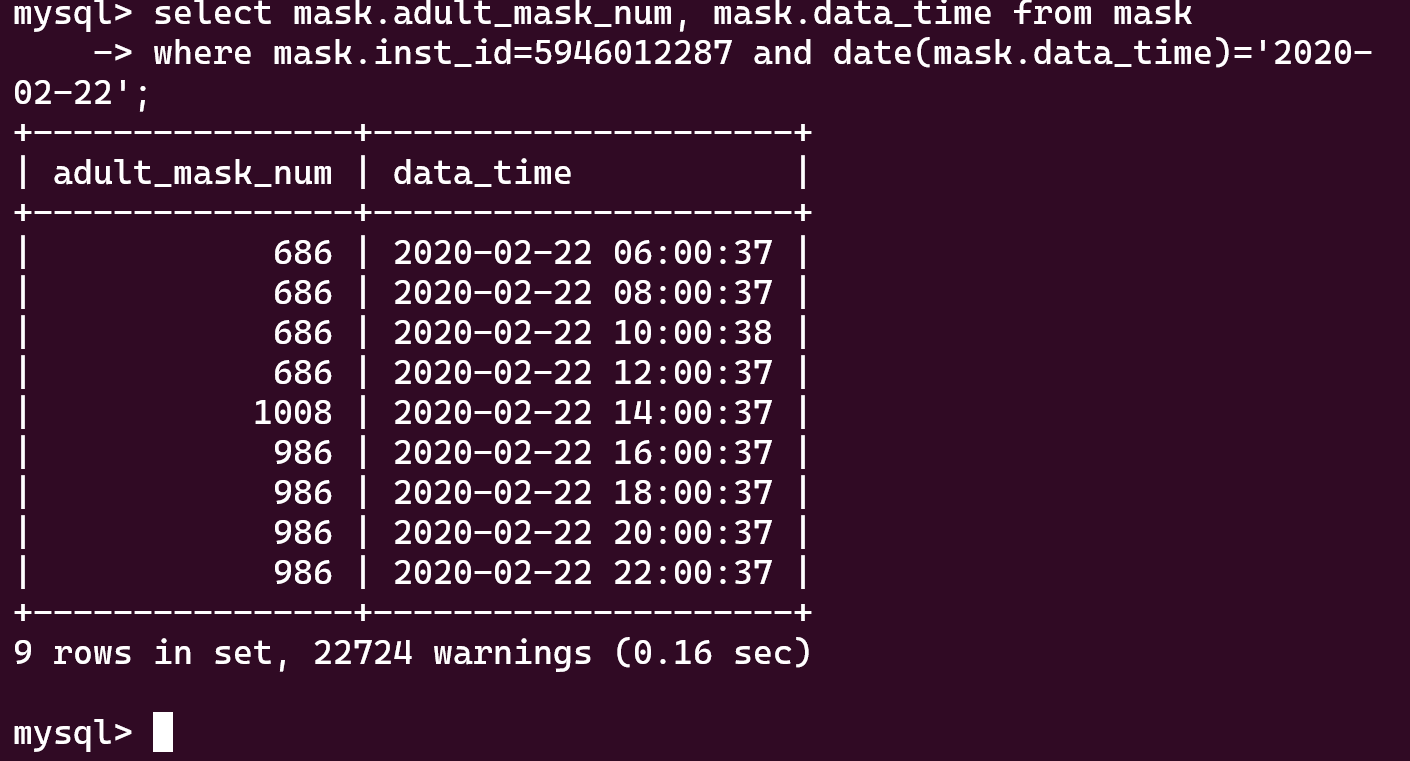 mysql> select mask.adult_mask_num, mask.data_time from mask
    -> where mask.inst_id=5946012287 and date(mask.data_time)='2020-
02-22';
+----------------+---------------------+
| adult_mask_num | data_time           |
+----------------+---------------------+
|            686 | 2020-02-22 06:00:37 |
|            686 | 2020-02-22 08:00:37 |
|            686 | 2020-02-22 10:00:38 |
|            686 | 2020-02-22 12:00:37 |
|           1008 | 2020-02-22 14:00:37 |
|            986 | 2020-02-22 16:00:37 |
|            986 | 2020-02-22 18:00:37 |
|            986 | 2020-02-22 20:00:37 |
|            986 | 2020-02-22 22:00:37 |
+----------------+---------------------+
9 rows in set, 22724 warnings (0.16 sec)

mysql>